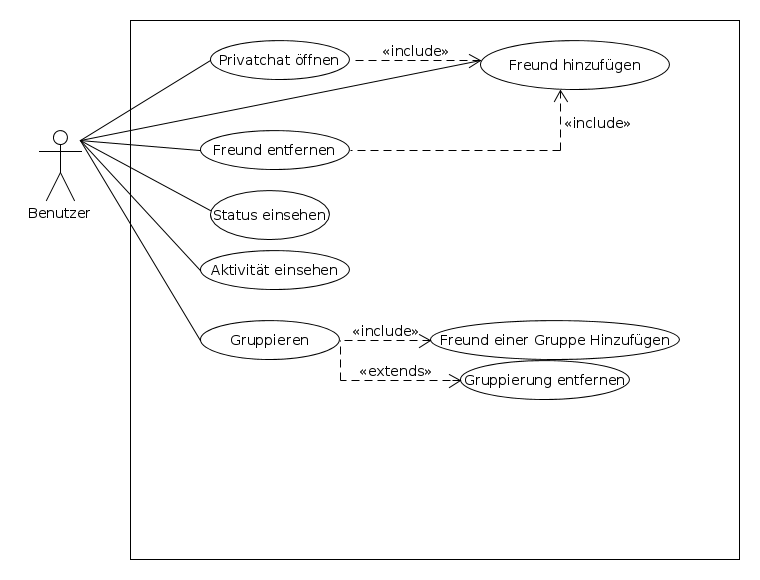 Privatchat öffnen
«include»
Freund hinzufügen
«include»
Freund entfernen
Benutzer
Status einsehen
Aktivität einsehen
Gruppieren
«include»
Freund einer Gruppe Hinzufügen
«extends»
Gruppierung entfernen